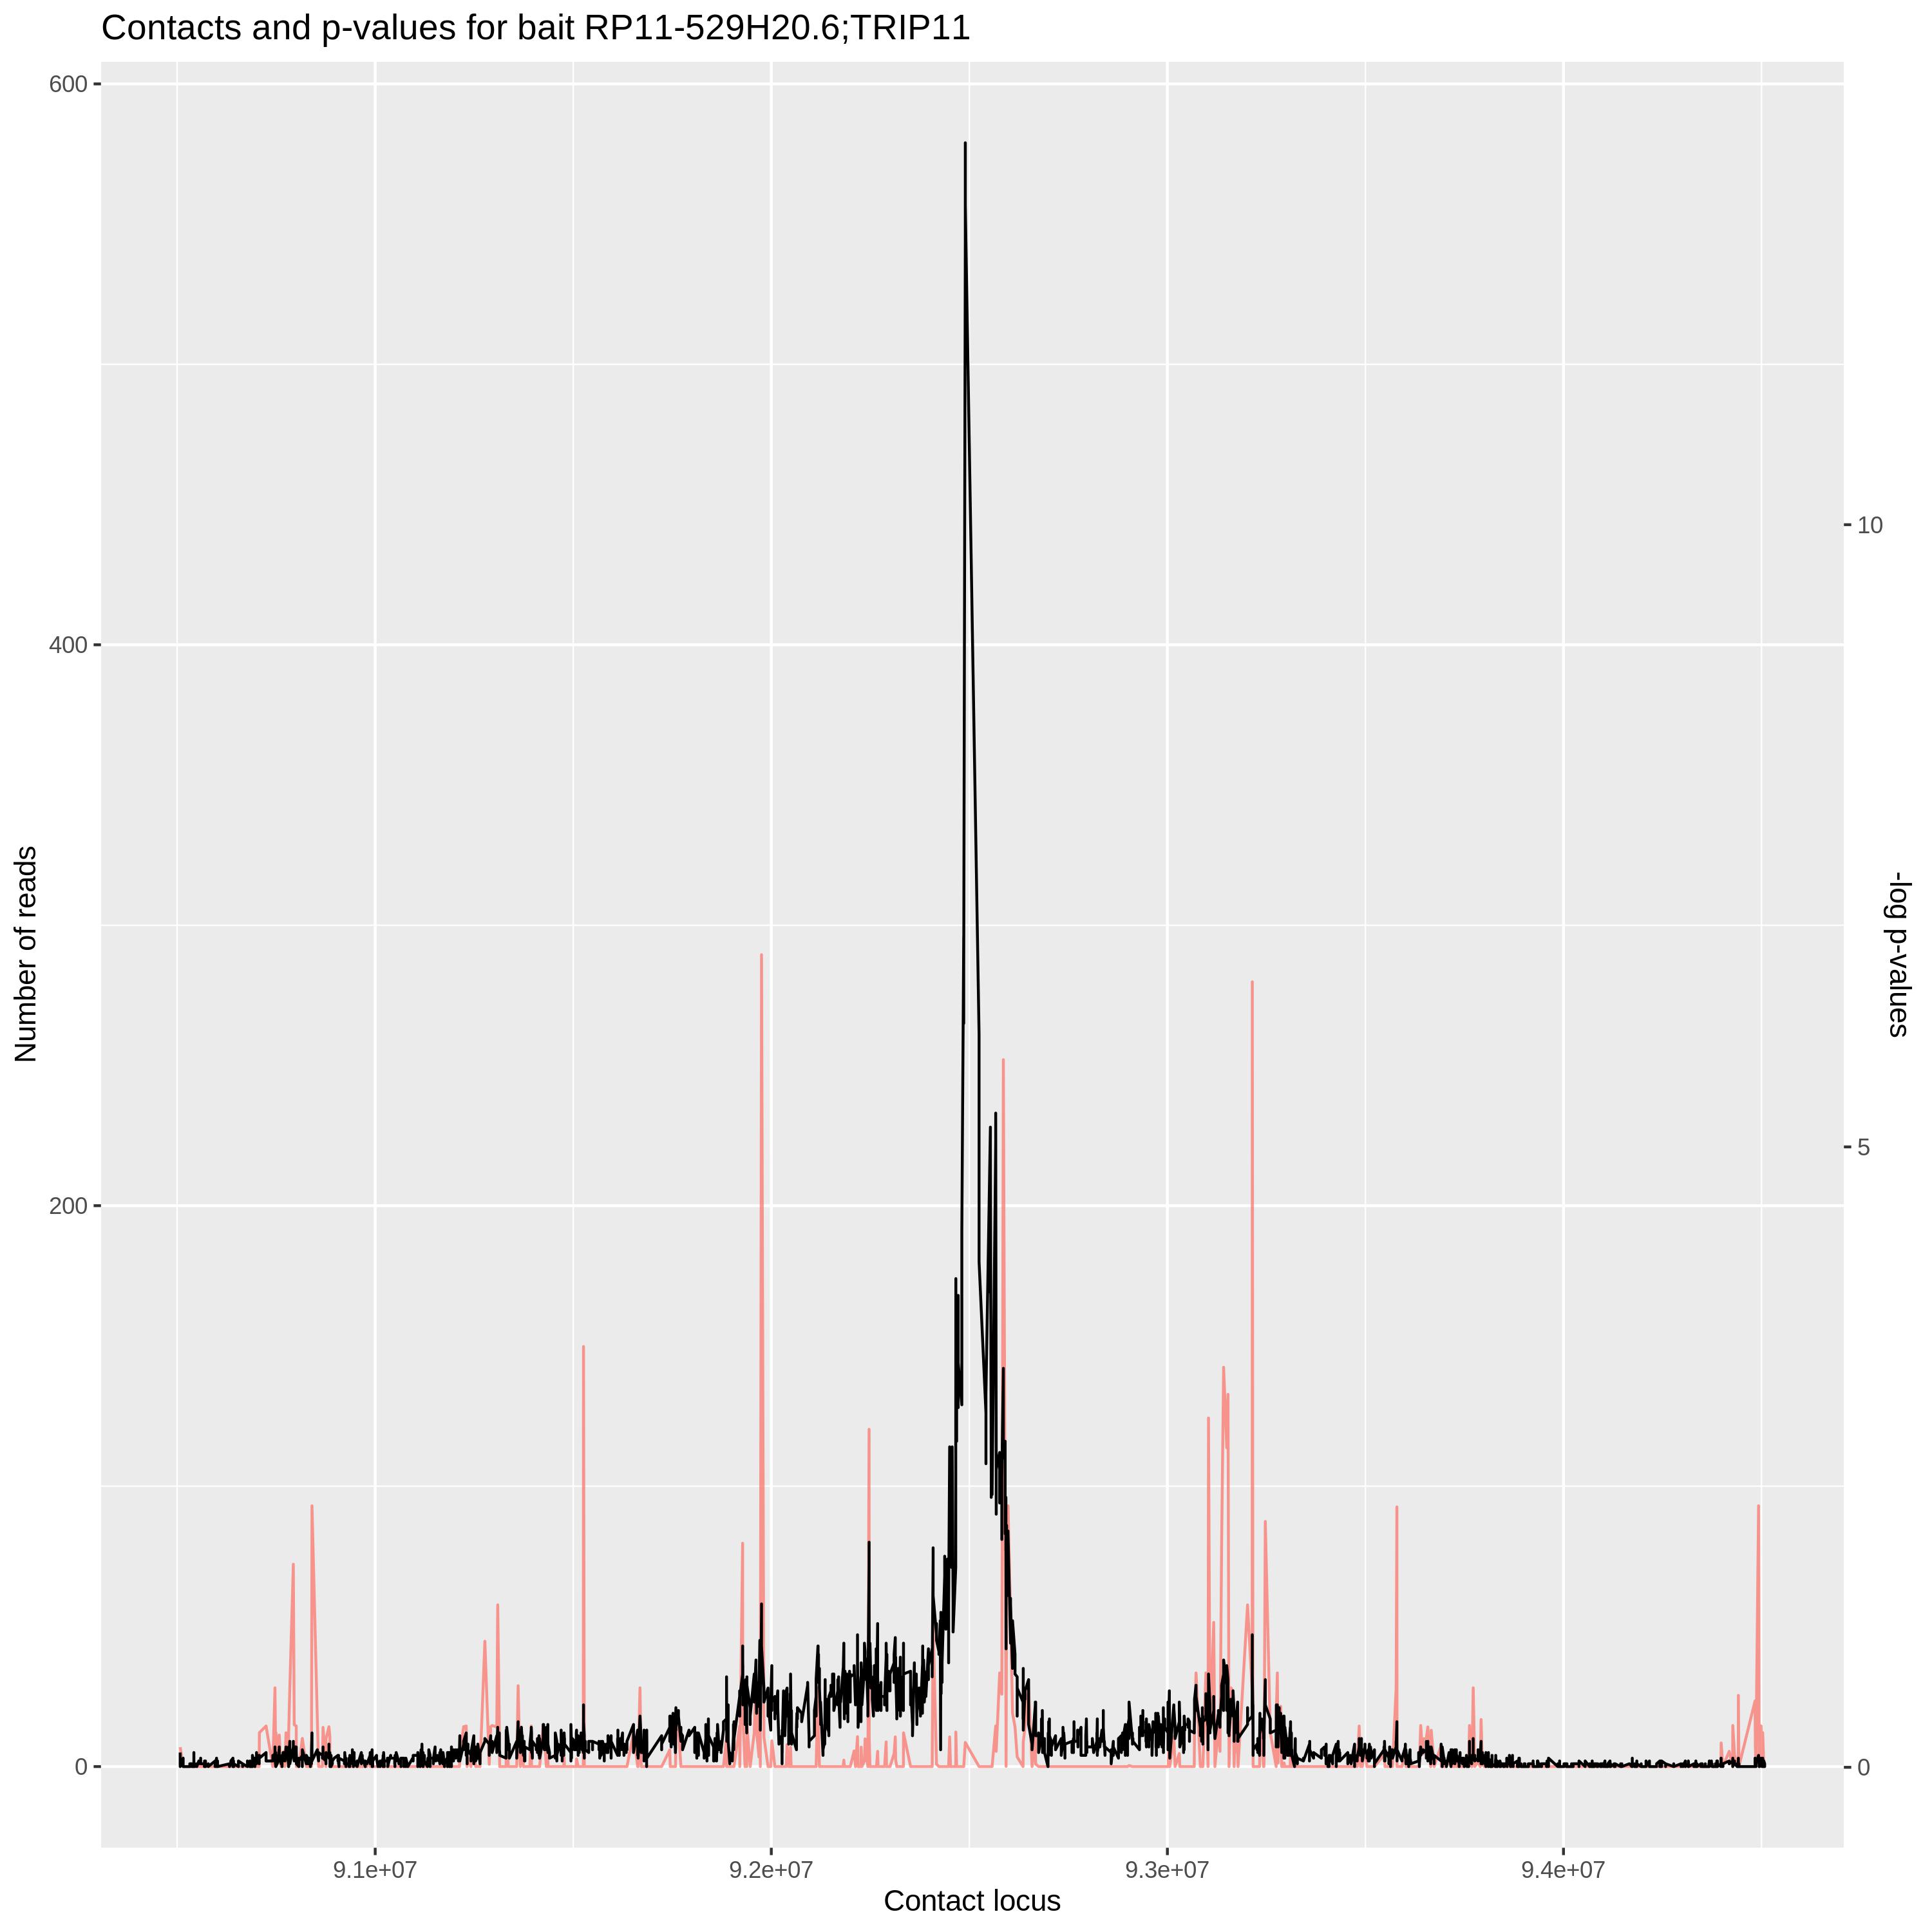 Contacts and p-values for bait RP11-529H20.6;TRIP11
600
400
200
0
Number of reads
10
5
0
-log p-values
9.1e+07
9.2e+07
9.3e+07
9.4e+07
Contact locus